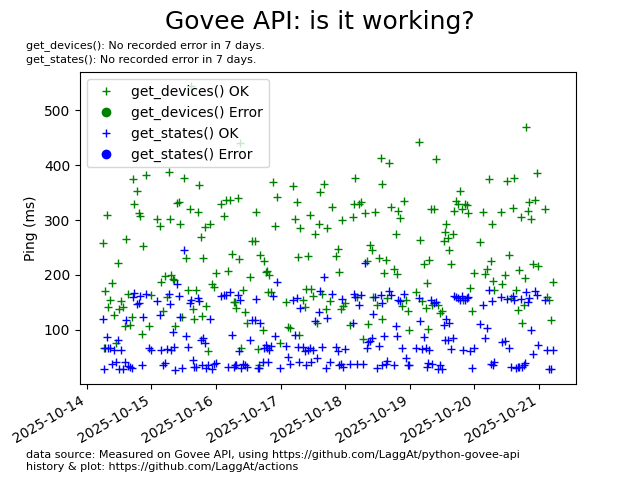 Govee API: is it working?
get_devices(): No recorded error in 7 days.
get_states(): No recorded error in 7 days.
get_devices() OK
get_devices() Error
get_states() OK
get_states() Error
500
400
300
200
100
Ping (ms)
2025-10-14
2025-10-15
2025-10-16
2025-10-17
2025-10-18
2025-10-19
2025-10-20
2025-10-21
data source: Measured on Govee API, using https://github.com/LaggAt/python-govee-api
history & plot: https://github.com/LaggAt/actions